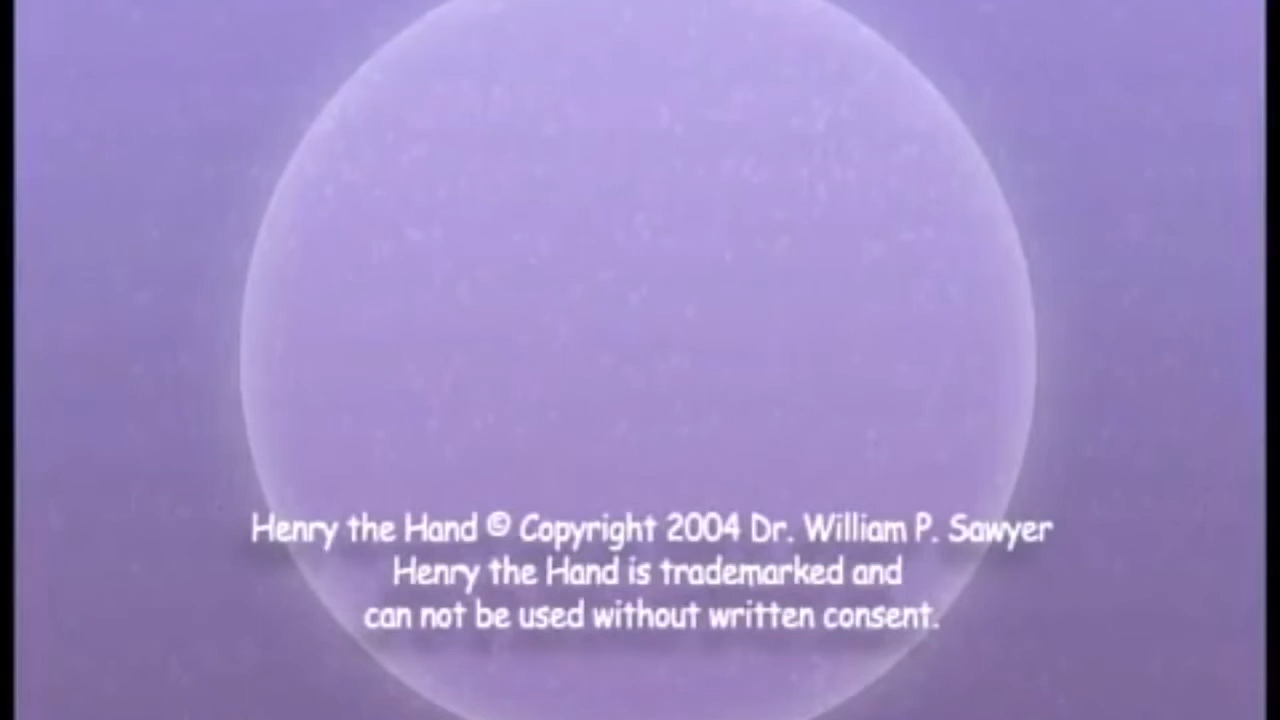 Henry the Hand © Copyright 2004 Dr. William P. Sawyer
Henry the Hand is trademarked and
can not be used without written consent.